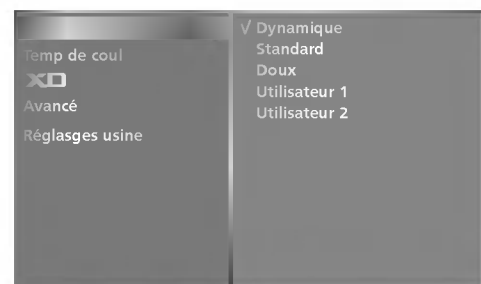 Temp de coul
XD
Avancé
Réglasges usine
√ Dynamique
Standard
Doux
Utilisateur 1
Utilisateur 2